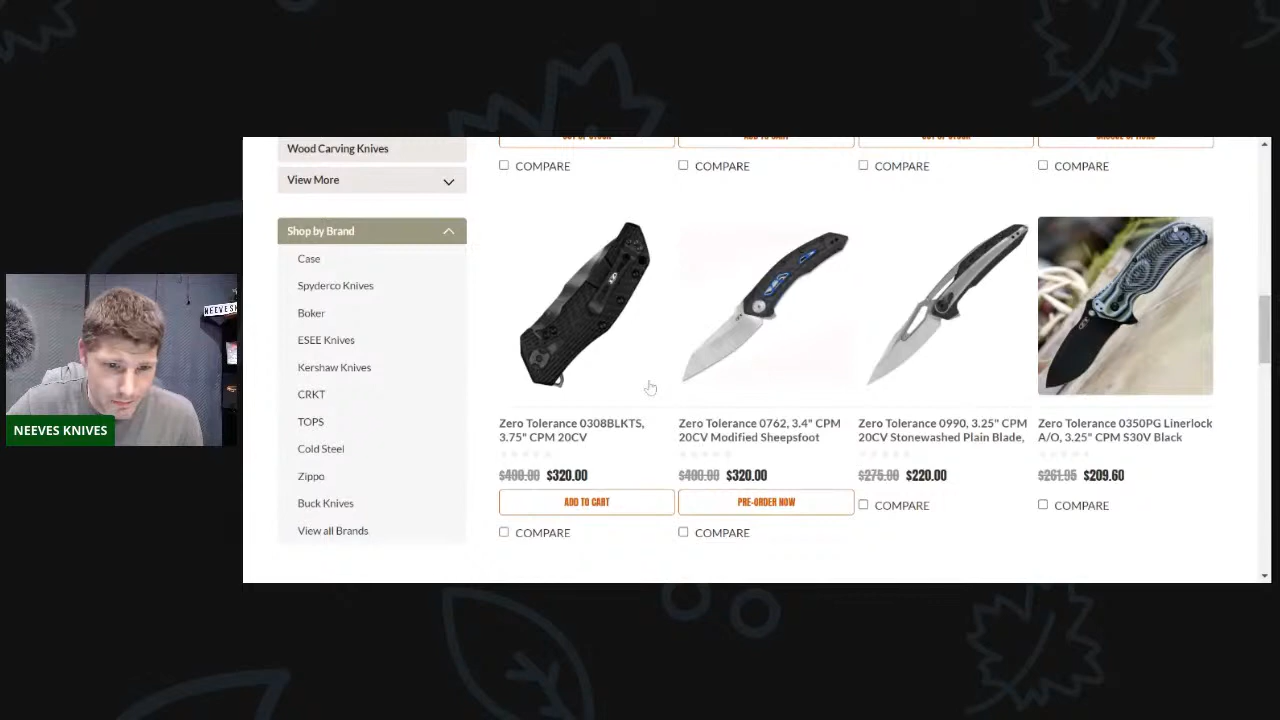 Wood Carving Knives
View More
Shop by Brand
Case
Spyderco Knives
Boker
ESEE Knives
Kershaw Knives
CRKT
TOPS
Cold Steel
Zippo
Buck Knives
View all Brands
COMPARE
COMPARE
COMPARE
COMPARE
Zero Tolerance 0308BLKTS,
3.75" CPM 20CV
$400.00 $320.00
ADD TO CART
COMPARE
Zero Tolerance 0762, 3.4" CPM
20CV Modified Sheepsfoot
$400.00 $320.00
PRE-ORDER NOW
COMPARE
Zero Tolerance 0990, 3.25" CPM
20CV Stonewashed Plain Blade,
$275.00 $220.00
COMPARE
Zero Tolerance 0350PG Linerlock
A/O, 3.25" CPM S30V Black
$261.95 $209.60
COMPARE
NEEVES KNIVES